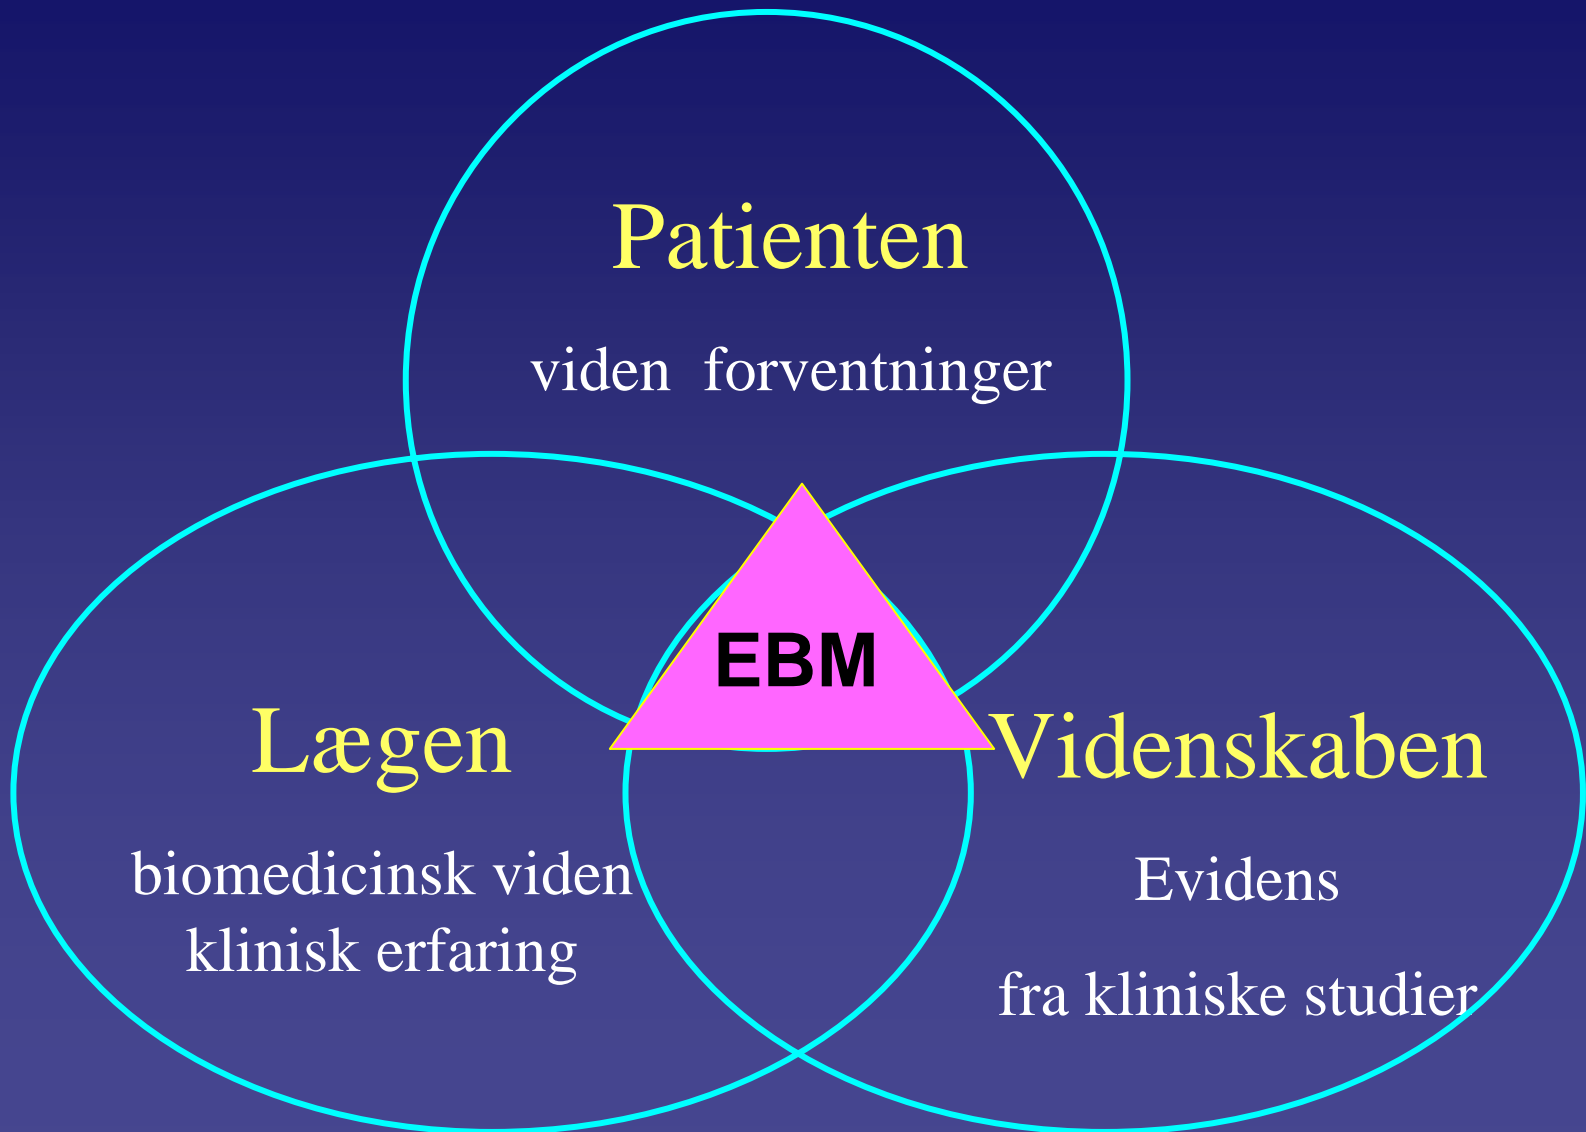 Patienten
viden forventninger
EBM
Lægen
biomedicinsk viden
klinisk erfaring
Videnskaben
Evidens
fra kliniske studier